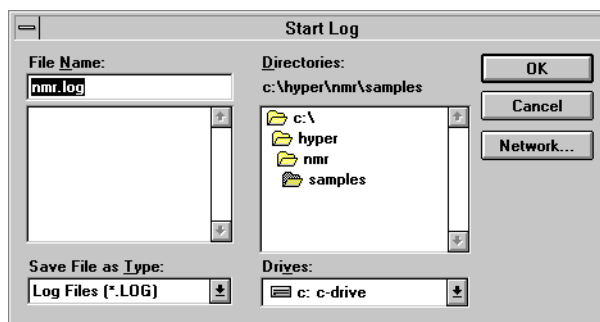 Start Log
File Name:
nmr.log
Directories:
c:\hyper\nmr\samples
c:\
hyper
nmr
samples
OK
Cancel
Network...
Save File as Type:
Log Files (*.LOG)
Drives:
c: c-drive